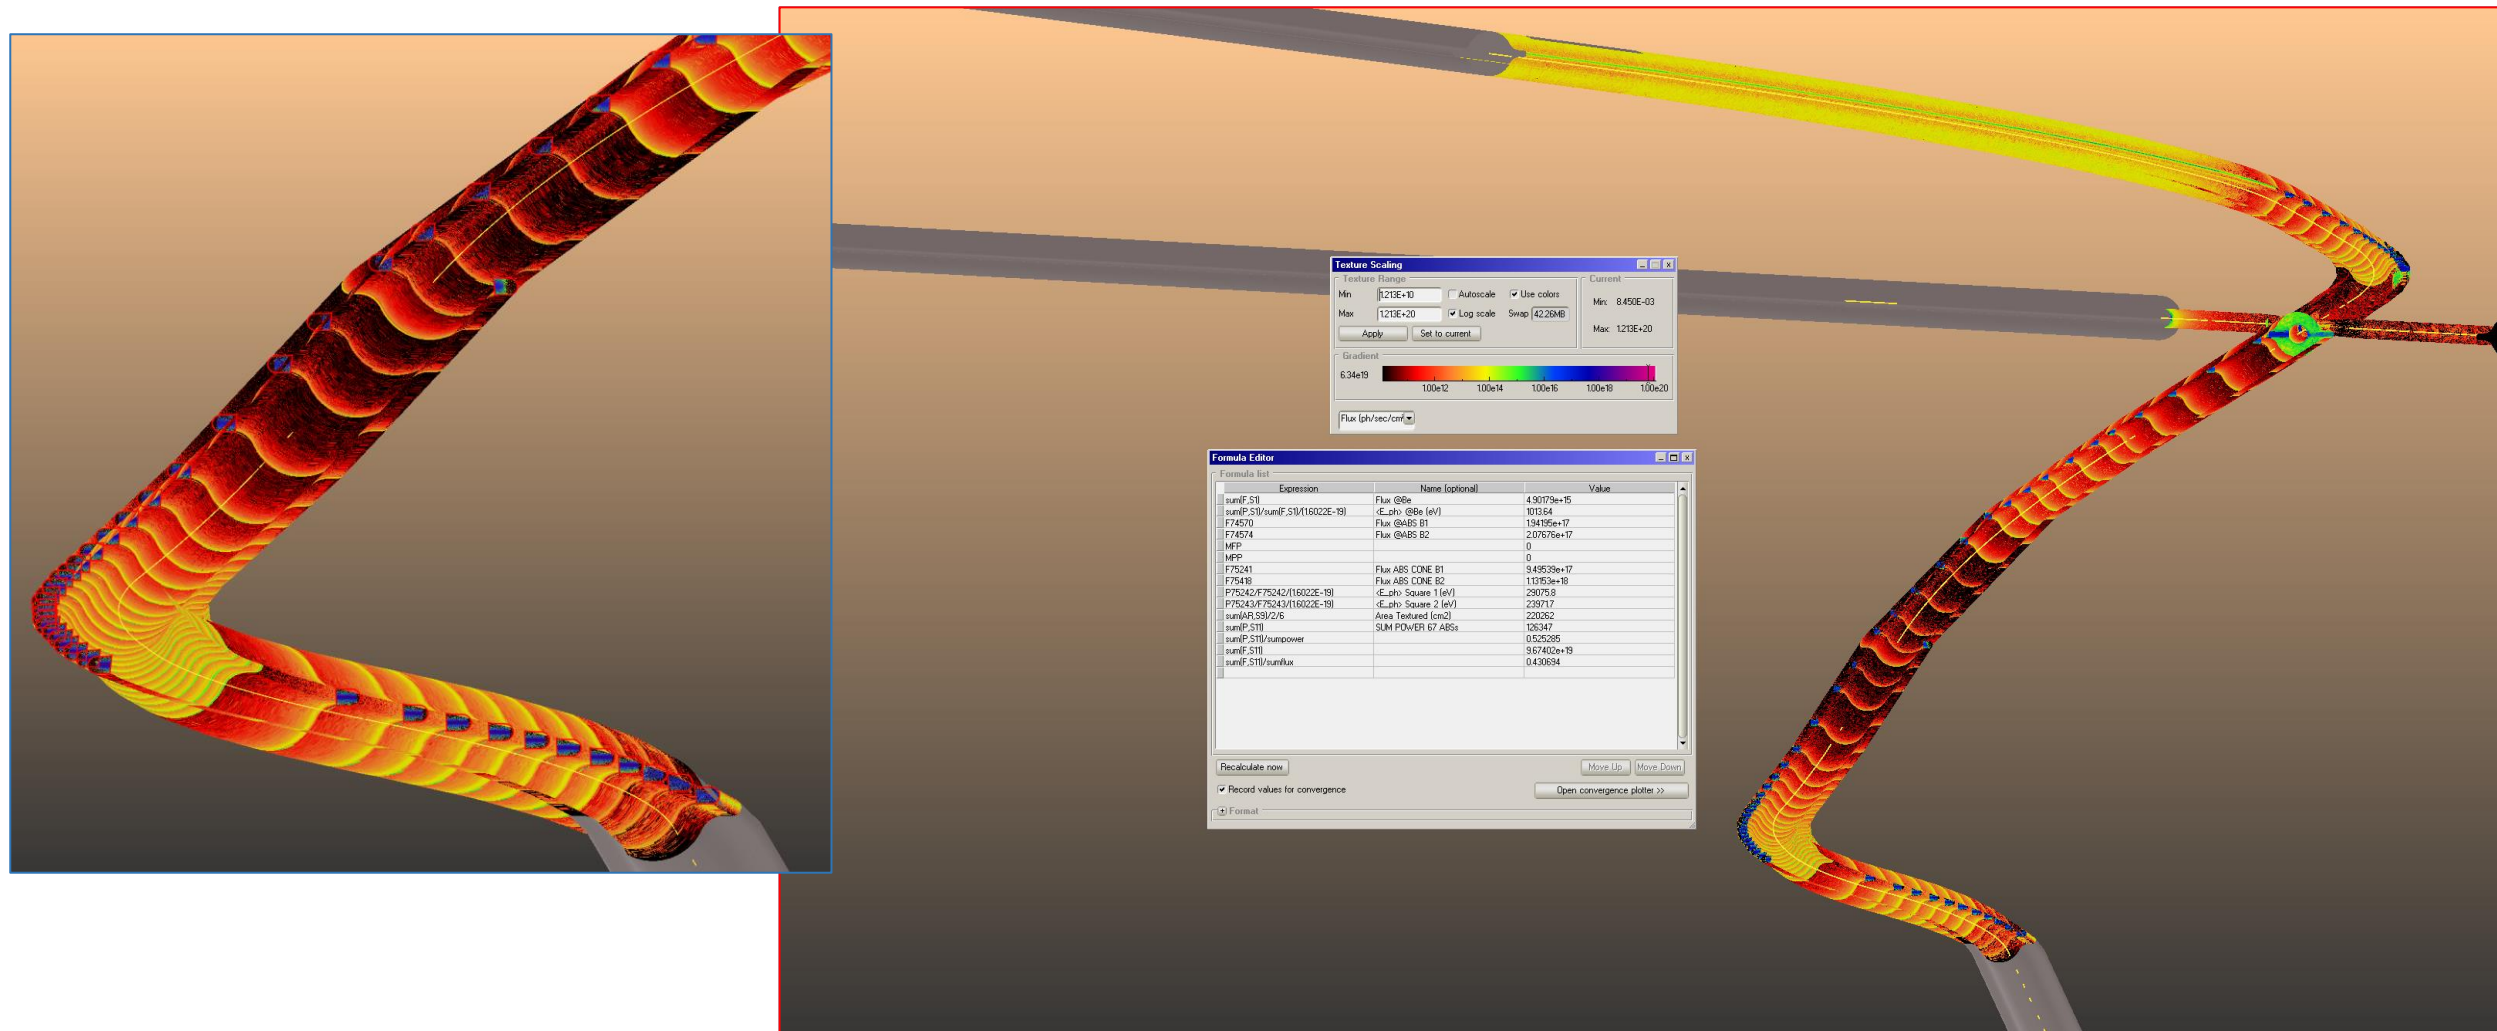 Texture Scaling
Texture Range
Current
Min 1.213E+10 Autoscale Use colors
Min: 8.450E-03
Max 1.213E+20 Log scale Swap 42.26MB
Max: 1.213E+20
Apply Set to current
Gradient
6.34e19
1.00e12 1.00e14 1.00e16 1.00e18 1.00e20
Flux (ph/sec/cm²
Formula Editor
Formula list
Expression Name (optional) Value
sum(F,S1) Flux @Be 4.90179e+15
sum(P,S1)/sum(F,S1)/(1.6022E-19) <E_ph> @Be (eV) 1013.64
F74570 Flux @ABS B1 1.94195e+17
F74574 Flux @ABS B2 2.07676e+17
MFP 0
MPP 0
F75241 Flux ABS CONE B1 9.49539e+17
F75418 Flux ABS CONE B2 1.13153e+18
P75242/F75242/(1.6022E-19) <E_ph> Square 1 (eV) 29075.8
P75243/F75243/(1.6022E-19) <E_ph> Square 2 (eV) 23971.7
sum(AR,S9)/2/6 Area Textured (cm2) 220262
sum(P,S11) SUM POWER 67 ABSs 126347
sum(P,S11)/sumpower 0.525285
sum(F,S11) 9.67402e+19
sum(F,S11)/sumflux 0.430694
Recalculate now Move Up Move Down
Record values for convergence Open convergence plotter >>
Format